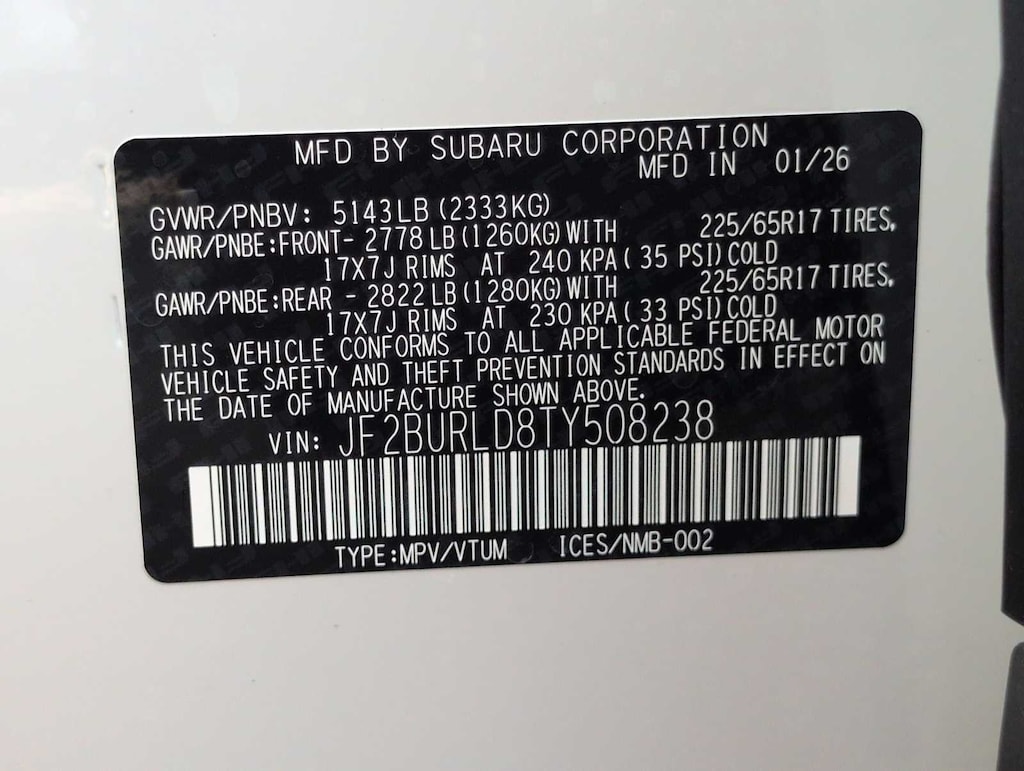 MFD BY SUBARU CORPORATION
MFD IN 01/26
GVWR/PNBV: 5143LB (2333KG)
GAWR/PNBE:FRONT- 2778 LB (1260KG) WITH 225/65R17 TIRES,
17X7J RIMS AT 240 KPA ( 35 PSI) COLD
GAWR/PNBE:REAR - 2822 LB (1280KG) WITH 225/65R17 TIRES,
17X7J RIMS AT 230 KPA ( 33 PSI) COLD
THIS VEHICLE CONFORMS TO ALL APPLICABLE FEDERAL MOTOR
VEHICLE SAFETY AND THEFT PREVENTION STANDARDS IN EFFECT ON
THE DATE OF MANUFACTURE SHOWN ABOVE.
VIN: JF2BURLD8TY508238
TYPE:MPV/VTUM ICES/NMB-002